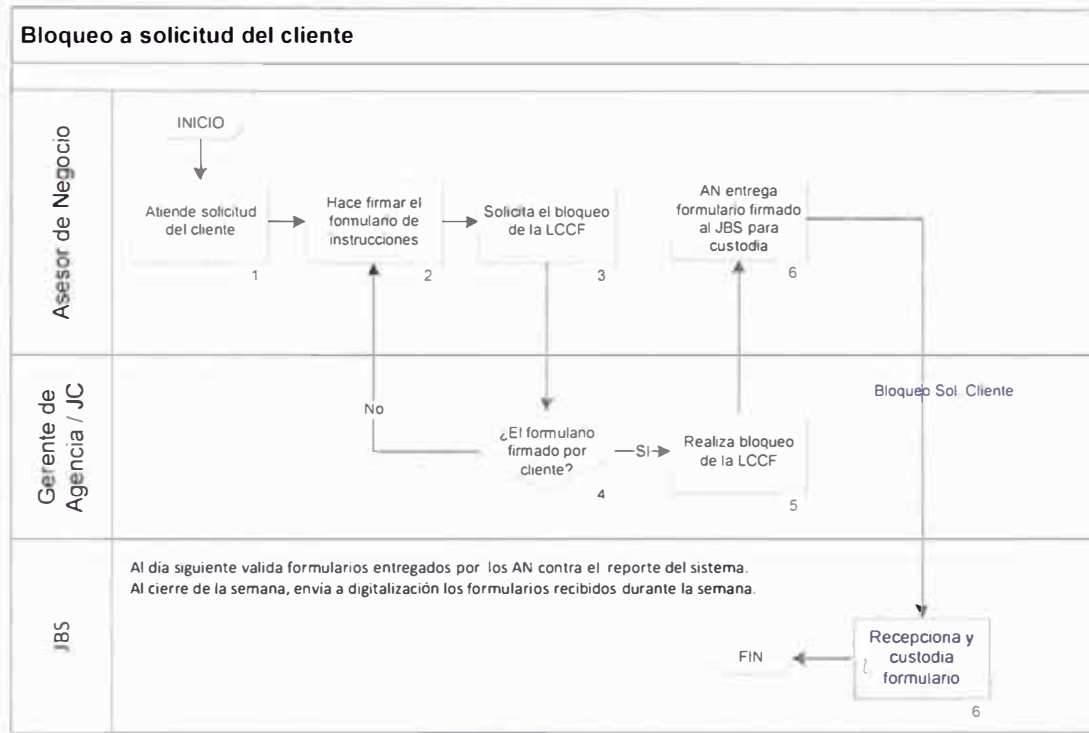 Bloqueo a solicitud del cliente
Asesor de Negocio
INICIO
Atiende solicitud
del cliente
1
Hace firmar el
formulario de
instrucciones
2
Solicita el bloqueo
de la LCCF
3
AN entrega
formulario firmado
al JBS para
custodia
6
Gerente de
Agencia / JC
No
¿El formulario
firmado por
cliente?
4
Si
Realiza bloqueo
de la LCCF
5
Bloqueo Sol. Cliente
JBS
Al día siguiente valida formularios entregados por los AN contra el reporte del sistema.
Al cierre de la semana, envía a digitalización los formularios recibidos durante la semana.
Recepciona y
custodia
formulario
6
FIN